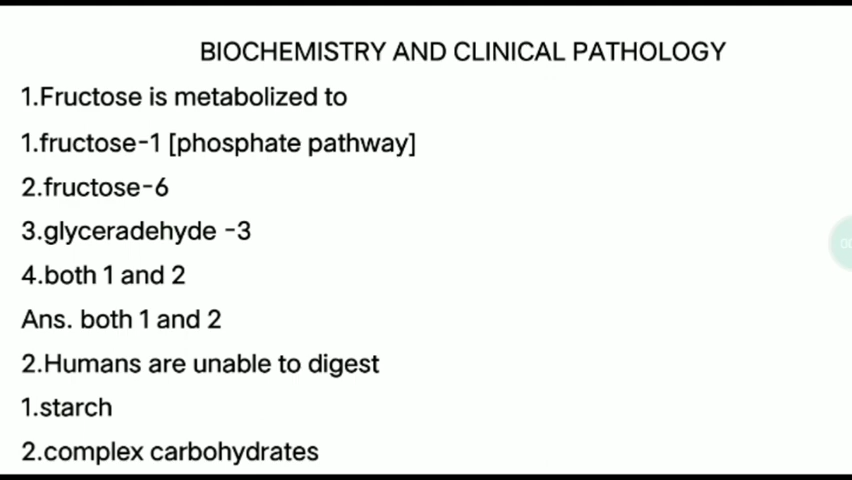 BIOCHEMISTRY AND CLINICAL PATHOLOGY
1.Fructose is metabolized to
1.fructose-1 [phosphate pathway]
2.fructose-6
3.glyceradehyde -3
4.both 1 and 2
Ans. both 1 and 2
2.Humans are unable to digest
1.starch
2.complex carbohydrates